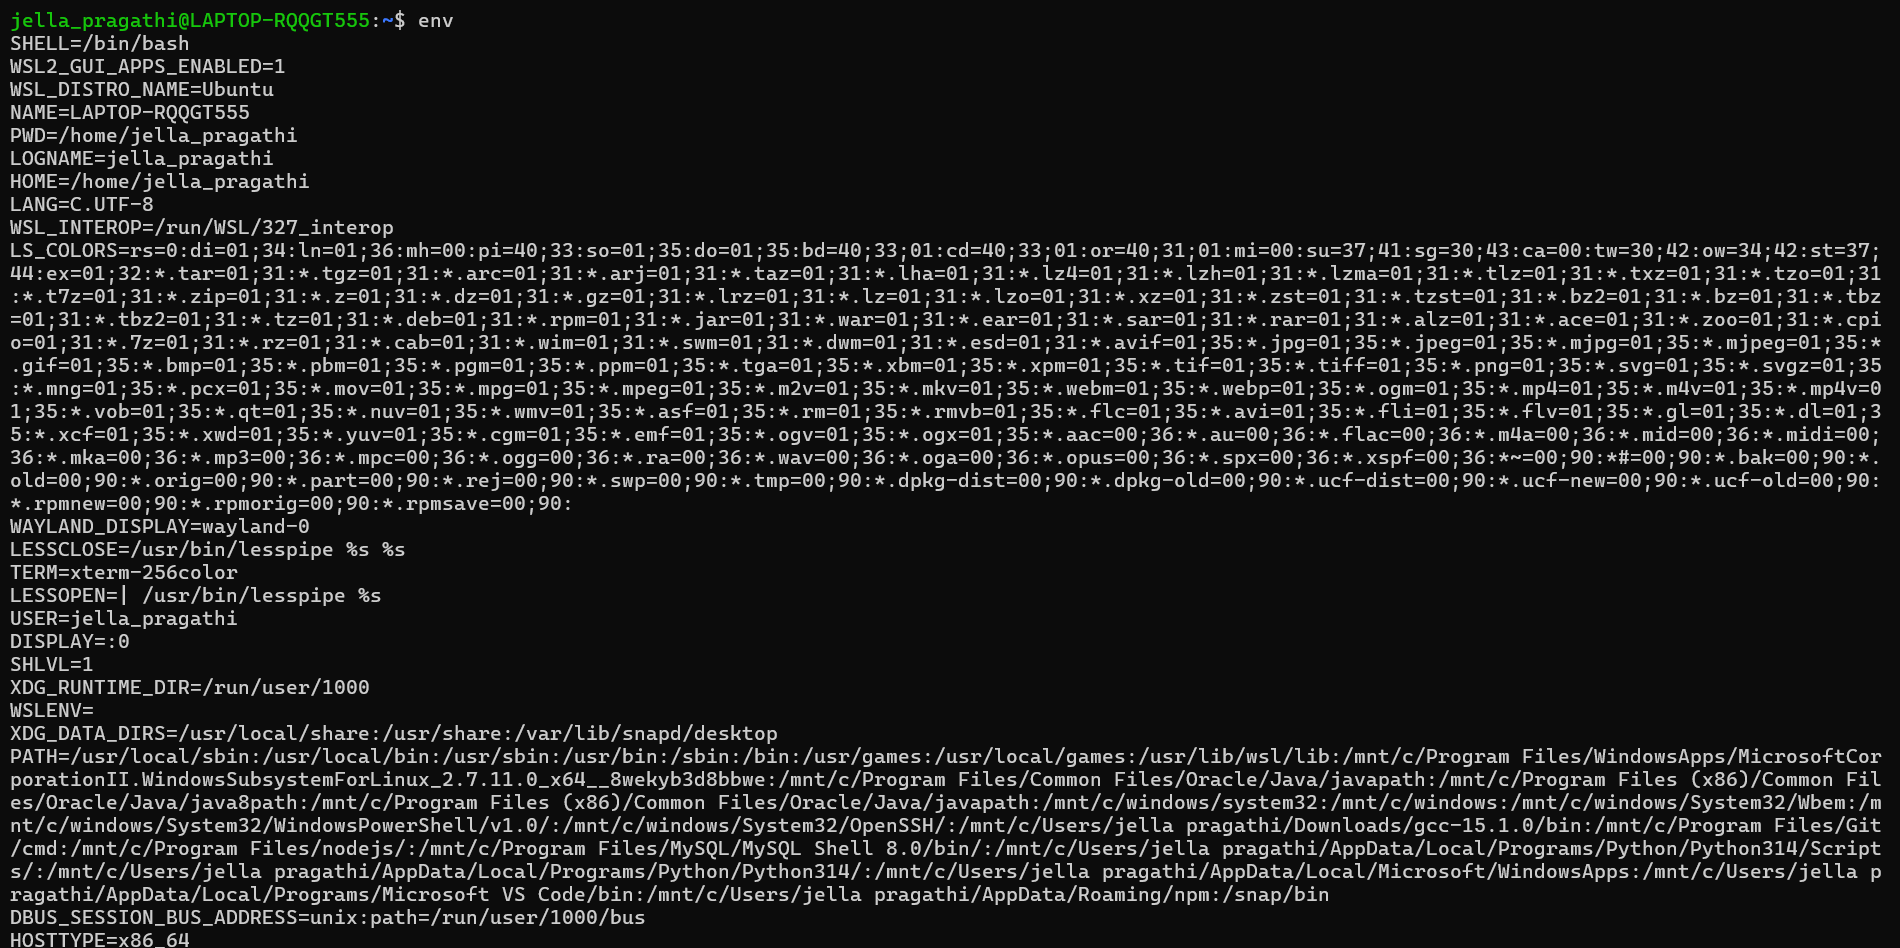 jella_pragathi@LAPTOP-RQQGT555:~$ env
SHELL=/bin/bash
WSL2_GUI_APPS_ENABLED=1
WSL_DISTRO_NAME=Ubuntu
NAME=LAPTOP-RQQGT555
PWD=/home/jella_pragathi
LOGNAME=jella_pragathi
HOME=/home/jella_pragathi
LANG=C.UTF-8
WSL_INTEROP=/run/WSL/327_interop
LS_COLORS=rs=0:di=01;34:ln=01;36:mh=00:pi=40;33:so=01;35:do=01;35:bd=40;33;01:cd=40;33;01:or=40;31;01:mi=00:su=37;41:sg=30;43:ca=00:tw=30;42:ow=34;42:st=37;
44:ex=01;32:*.tar=01;31:*.tgz=01;31:*.arc=01;31:*.arj=01;31:*.taz=01;31:*.lha=01;31:*.lz4=01;31:*.lzh=01;31:*.lzma=01;31:*.tlz=01;31:*.txz=01;31:*.tzo=01;31
:*.t7z=01;31:*.zip=01;31:*.z=01;31:*.dz=01;31:*.gz=01;31:*.lrz=01;31:*.lz=01;31:*.lzo=01;31:*.xz=01;31:*.zst=01;31:*.tzst=01;31:*.bz2=01;31:*.bz=01;31:*.tbz
=01;31:*.tbz2=01;31:*.tz=01;31:*.deb=01;31:*.rpm=01;31:*.jar=01;31:*.war=01;31:*.ear=01;31:*.sar=01;31:*.rar=01;31:*.alz=01;31:*.ace=01;31:*.zoo=01;31:*.cpi
o=01;31:*.7z=01;31:*.rz=01;31:*.cab=01;31:*.wim=01;31:*.swm=01;31:*.dwm=01;31:*.esd=01;31:*.avif=01;35:*.jpg=01;35:*.jpeg=01;35:*.mjpg=01;35:*.mjpeg=01;35:*
.gif=01;35:*.bmp=01;35:*.pbm=01;35:*.pgm=01;35:*.ppm=01;35:*.tga=01;35:*.xbm=01;35:*.xpm=01;35:*.tif=01;35:*.tiff=01;35:*.png=01;35:*.svg=01;35:*.svgz=01;35
:*.mng=01;35:*.pcx=01;35:*.mov=01;35:*.mpg=01;35:*.mpeg=01;35:*.m2v=01;35:*.mkv=01;35:*.webm=01;35:*.webp=01;35:*.ogm=01;35:*.mp4=01;35:*.m4v=01;35:*.mp4v=0
1;35:*.vob=01;35:*.qt=01;35:*.nuv=01;35:*.wmv=01;35:*.asf=01;35:*.rm=01;35:*.rmvb=01;35:*.flc=01;35:*.avi=01;35:*.fli=01;35:*.flv=01;35:*.gl=01;35:*.dl=01;3
5:*.xcf=01;35:*.xwd=01;35:*.yuv=01;35:*.cgm=01;35:*.emf=01;35:*.ogv=01;35:*.ogx=01;35:*.aac=00;36:*.au=00;36:*.flac=00;36:*.m4a=00;36:*.mid=00;36:*.midi=00;
36:*.mka=00;36:*.mp3=00;36:*.mpc=00;36:*.ogg=00;36:*.ra=00;36:*.wav=00;36:*.oga=00;36:*.opus=00;36:*.spx=00;36:*.xspf=00;36:*~=00;90:*#=00;90:*.bak=00;90:*.
old=00;90:*.orig=00;90:*.part=00;90:*.rej=00;90:*.swp=00;90:*.tmp=00;90:*.dpkg-dist=00;90:*.dpkg-old=00;90:*.ucf-dist=00;90:*.ucf-new=00;90:*.ucf-old=00;90:
*.rpmnew=00;90:*.rpmorig=00;90:*.rpmsave=00;90:
WAYLAND_DISPLAY=wayland-0
LESSCLOSE=/usr/bin/lesspipe %s %s
TERM=xterm-256color
LESSOPEN=| /usr/bin/lesspipe %s
USER=jella_pragathi
DISPLAY=:0
SHLVL=1
XDG_RUNTIME_DIR=/run/user/1000
WSLENV=
XDG_DATA_DIRS=/usr/local/share:/usr/share:/var/lib/snapd/desktop
PATH=/usr/local/sbin:/usr/local/bin:/usr/sbin:/usr/bin:/sbin:/bin:/usr/games:/usr/local/games:/usr/lib/wsl/lib:/mnt/c/Program Files/WindowsApps/MicrosoftCor
porationII.WindowsSubsystemForLinux_2.7.11.0_x64__8wekyb3d8bbwe:/mnt/c/Program Files/Common Files/Oracle/Java/javapath:/mnt/c/Program Files (x86)/Common Fil
es/Oracle/Java/java8path:/mnt/c/Program Files (x86)/Common Files/Oracle/Java/javapath:/mnt/c/windows/system32:/mnt/c/windows:/mnt/c/windows/System32/Wbem:/m
nt/c/windows/System32/WindowsPowerShell/v1.0/:/mnt/c/windows/System32/OpenSSH/:/mnt/c/Users/jella pragathi/Downloads/gcc-15.1.0/bin:/mnt/c/Program Files/Git
/cmd:/mnt/c/Program Files/nodejs/:/mnt/c/Program Files/MySQL/MySQL Shell 8.0/bin/:/mnt/c/Users/jella pragathi/AppData/Local/Programs/Python/Python314/Script
s/:/mnt/c/Users/jella pragathi/AppData/Local/Programs/Python/Python314/:/mnt/c/Users/jella pragathi/AppData/Local/Microsoft/WindowsApps:/mnt/c/Users/jella p
ragathi/AppData/Local/Programs/Microsoft VS Code/bin:/mnt/c/Users/jella pragathi/AppData/Roaming/npm:/snap/bin
DBUS_SESSION_BUS_ADDRESS=unix:path=/run/user/1000/bus
HOSTTYPE=x86_64